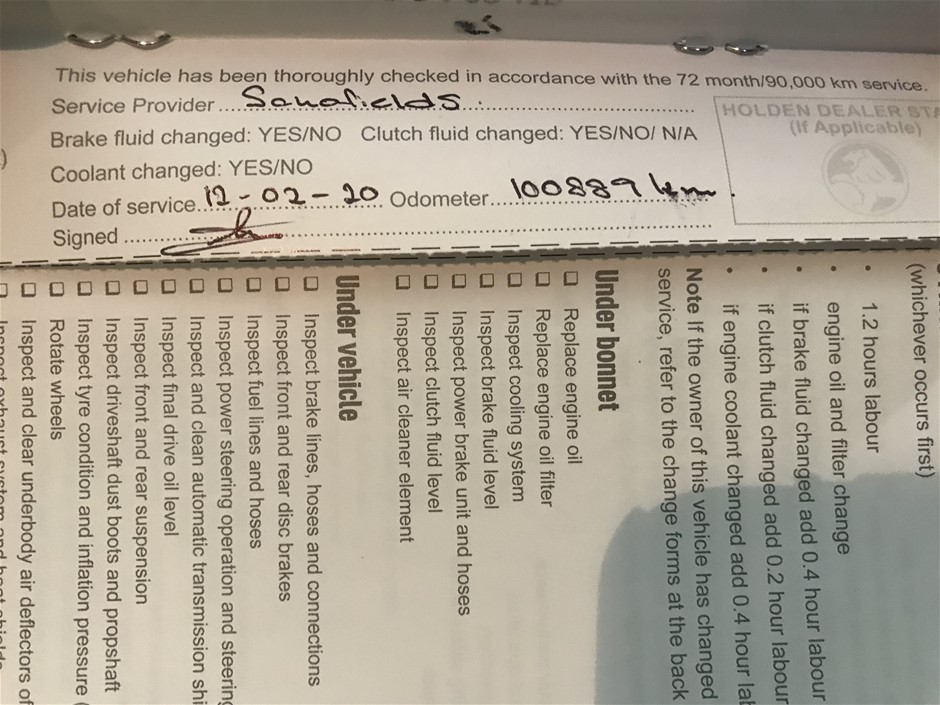 This vehicle has been thoroughly checked in accordance with the 72 month/90,000 km service.
Service Provider
Brake fluid changed: YES/NO Clutch fluid changed: YES/NO/ N/A
Coolant changed: YES/NO
Date of service 12-02-20 Odometer 100889 km
Signed
HOLDEN DEALER STA
(If Applicable)
(whichever occurs first)
• 1.2 hours labour
• engine oil and filter change
• if brake fluid changed add 0.4 hour labour
• if clutch fluid changed add 0.2 hour labour
• if engine coolant changed add 0.4 hour lab
Note If the owner of this vehicle has changed
service, refer to the change forms at the back
Under bonnet
Replace engine oil
Replace engine oil filter
Inspect cooling system
Inspect brake fluid level
Inspect power brake unit and hoses
Inspect clutch fluid level
Inspect air cleaner element
Under vehicle
Inspect brake lines, hoses and connections
Inspect front and rear disc brakes
Inspect fuel lines and hoses
Inspect power steering operation and steering
Inspect and clean automatic transmission shi
Inspect final drive oil level
Inspect front and rear suspension
Inspect driveshaft dust boots and propshaft
Inspect tyre condition and inflation pressure (
Rotate wheels
Inspect and clear underbody air deflectors of
Inspect exhaust system and heat shields